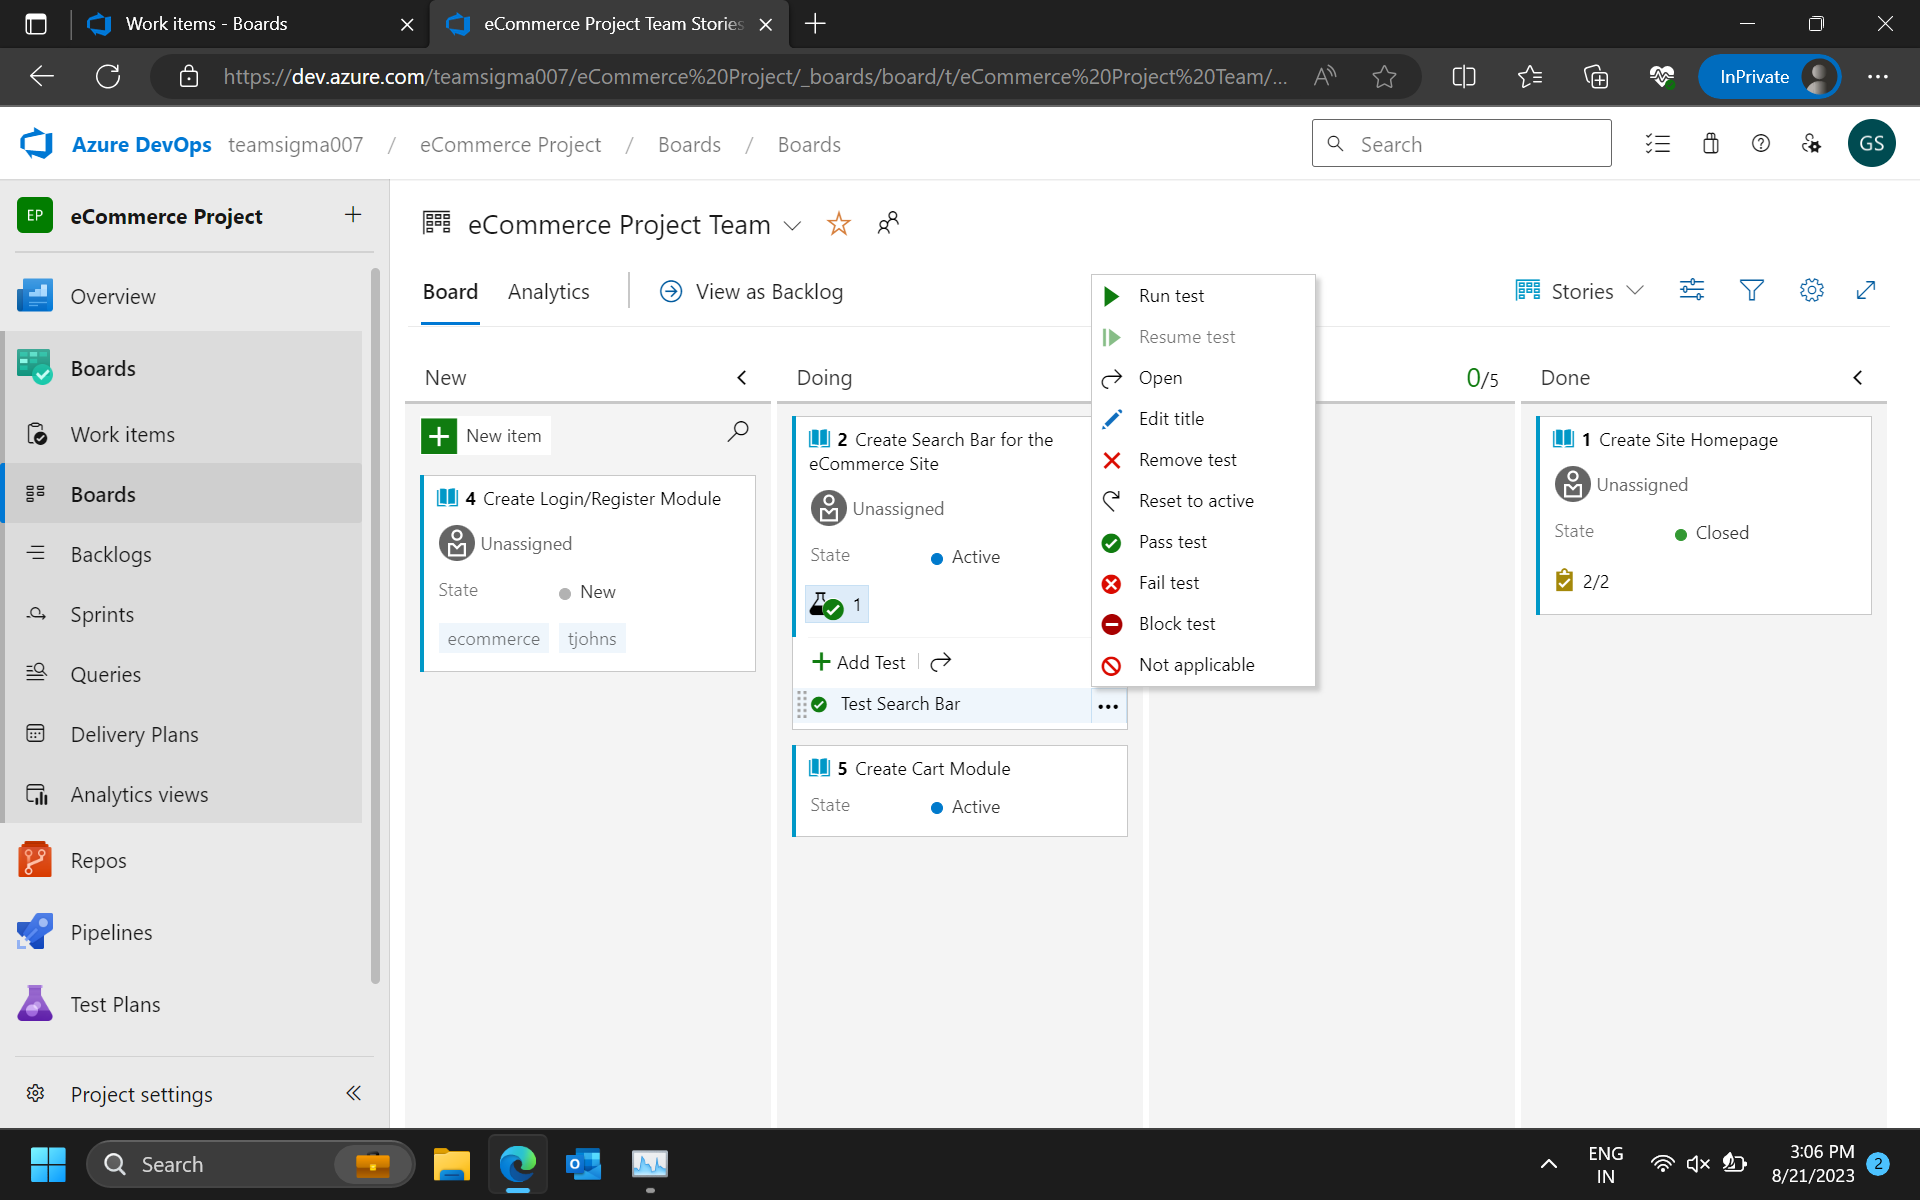 Work items - Boards
eCommerce Project Team Stories
https://dev.azure.com/teamsigma007/eCommerce%20Project/_boards/board/t/eCommerce%20Project%20Team/...
InPrivate
Azure DevOps teamsigma007 / eCommerce Project / Boards / Boards
Search
GS
EP eCommerce Project
Overview
Boards
Work items
Boards
Backlogs
Sprints
Queries
Delivery Plans
Analytics views
Repos
Pipelines
Test Plans
Project settings
eCommerce Project Team
Board Analytics View as Backlog
Stories
New
New item
4 Create Login/Register Module
Unassigned
State New
ecommerce tjohns
Doing
2 Create Search Bar for the
eCommerce Site
Unassigned
State Active
1
Add Test
Test Search Bar
5 Create Cart Module
State Active
Run test
Resume test
Open
Edit title
Remove test
Reset to active
Pass test
Fail test
Block test
Not applicable
0/5
Done
1 Create Site Homepage
Unassigned
State Closed
2/2
Search
ENG
IN
3:06 PM
8/21/2023
2